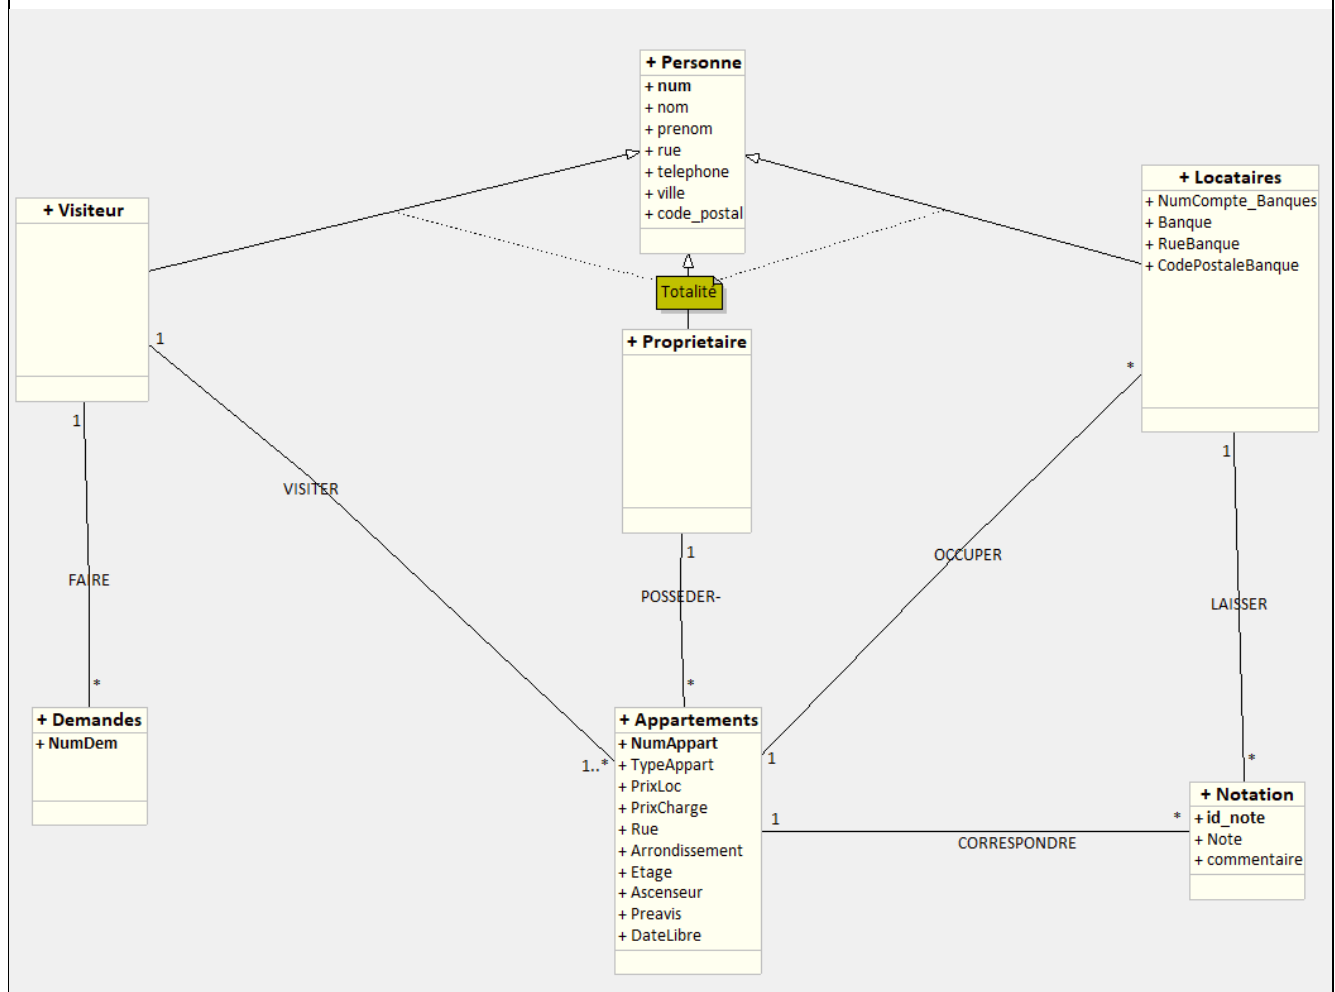 + Personne
+ num
+ nom
+ prenom
+ rue
+ telephone
+ ville
+ code_postal
+ Visiteur
+ Locataires
+ NumCompte_Banques
+ Banque
+ RueBanque
+ CodePostaleBanque
Totalité
+ Proprietaire
1
*
1
1
VISITER
1
OCCUPER
FAIRE
POSSEDER-
LAISSER
*
*
+ Demandes
+ NumDem
+ Appartements
+ NumAppart
+ TypeAppart
+ PrixLoc
+ PrixCharge
+ Rue
+ Arrondissement
+ Etage
+ Ascenseur
+ Preavis
+ DateLibre
1..*
1
*
+ Notation
+ id_note
+ Note
+ commentaire
1
*
CORRESPONDRE